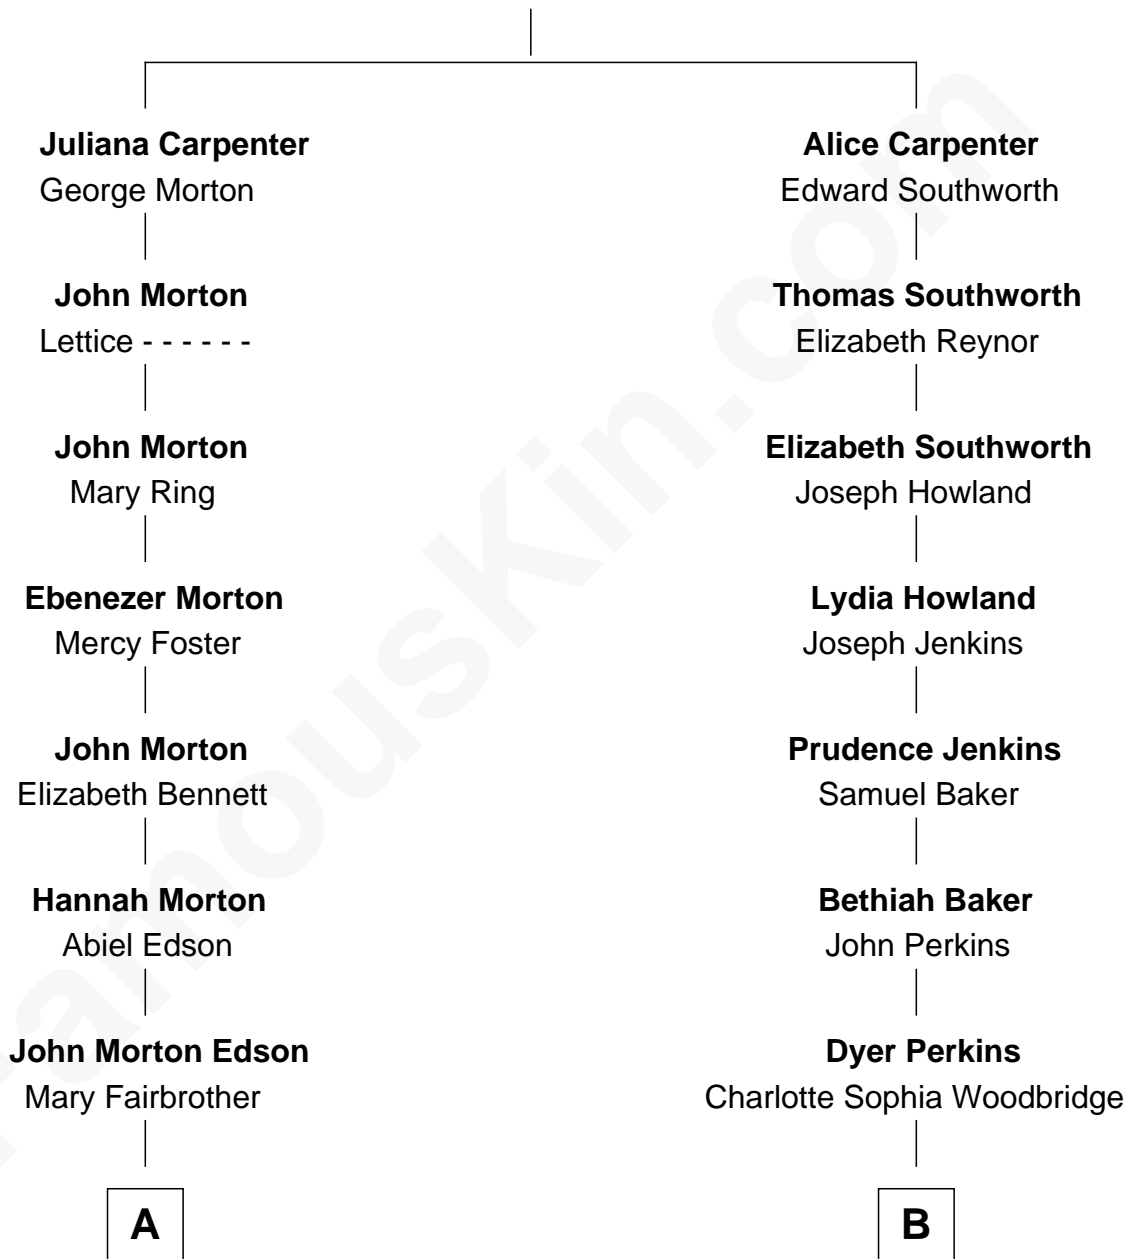 Juliana Carpenter
George Morton
Alice Carpenter
Edward Southworth
John Morton
Lettice - - - - - -
Thomas Southworth
Elizabeth Reynor
John Morton
Mary Ring
Elizabeth Southworth
Joseph Howland
Ebenezer Morton
Mercy Foster
Lydia Howland
Joseph Jenkins
John Morton
Elizabeth Bennett
Prudence Jenkins
Samuel Baker
Hannah Morton
Abiel Edson
Bethiah Baker
John Perkins
John Morton Edson
Mary Fairbrother
Dyer Perkins
Charlotte Sophia Woodbridge
A
B
FamousKin.com